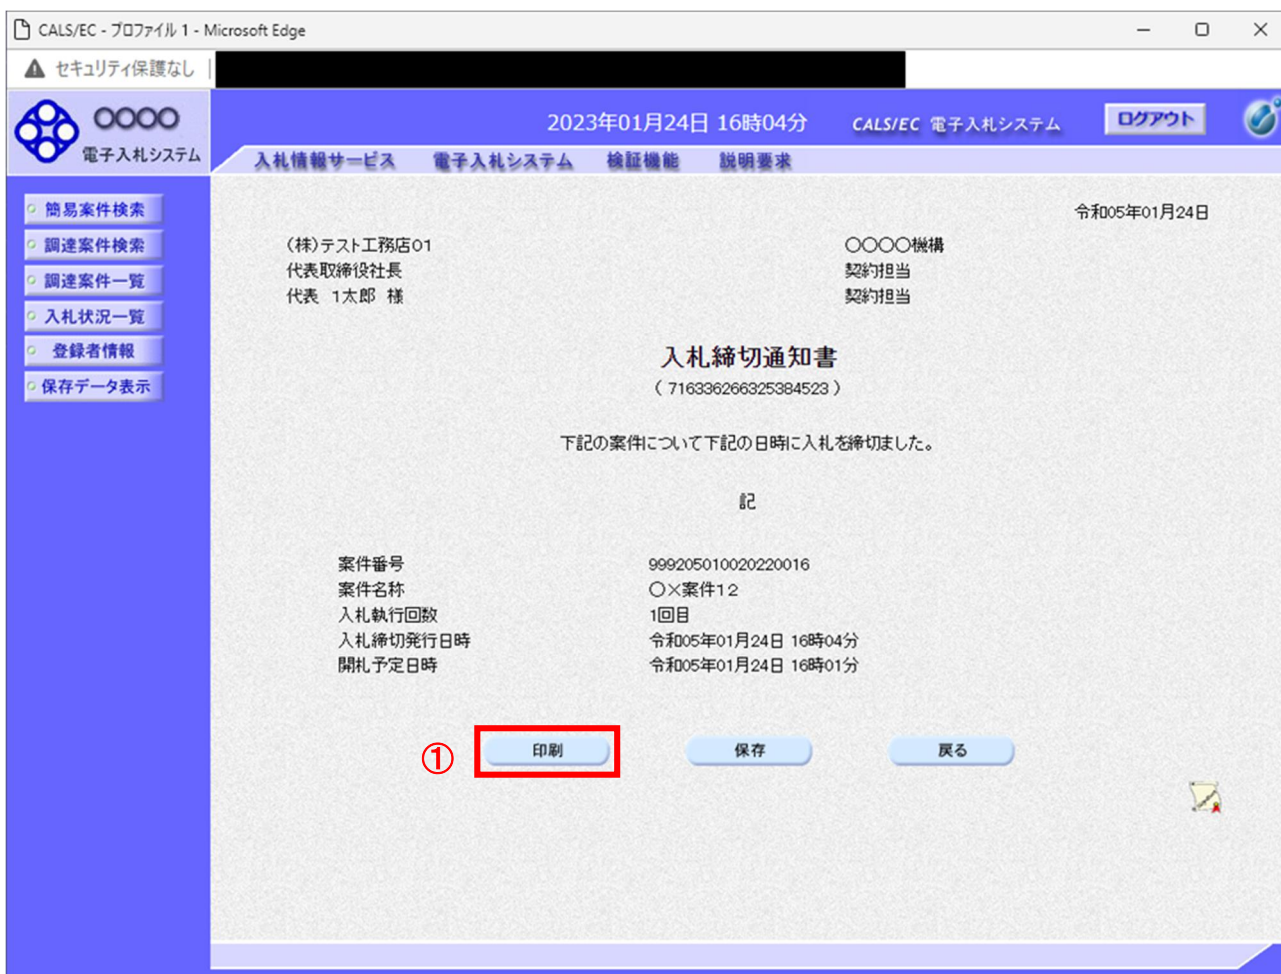 CALS/EC - プロファイル 1 - Microsoft Edge
セキュリティ保護なし
○○○○
電子入札システム
2023年01月24日 16時04分
CALS/EC 電子入札システム
ログアウト
入札情報サービス 電子入札システム 検証機能 説明要求
簡易案件検索
調達案件検索
調達案件一覧
入札状況一覧
登録者情報
保存データ表示
令和05年01月24日
(株)テスト工務店01
代表取締役社長
代表 1太郎 様
○○○○機構
契約担当
契約担当
入札締切通知書
( 716336266325384523 )
下記の案件について下記の日時に入札を締切ました。
記
案件番号 999205010020220016
案件名称 ○×案件12
入札執行回数 1回目
入札締切発行日時 令和05年01月24日 16時04分
開札予定日時 令和05年01月24日 16時01分
①
印刷 保存 戻る